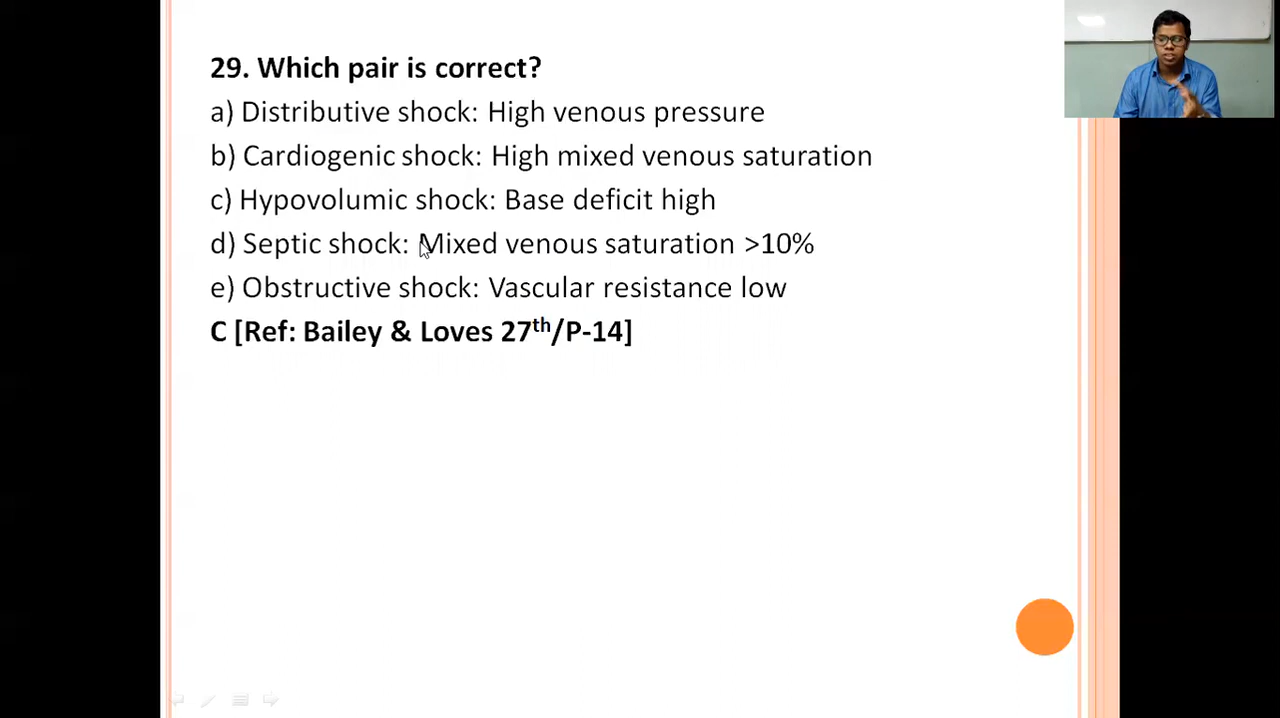 29. Which pair is correct?
a) Distributive shock: High venous pressure
b) Cardiogenic shock: High mixed venous saturation
c) Hypovolumic shock: Base deficit high
d) Septic shock: Mixed venous saturation >10%
e) Obstructive shock: Vascular resistance low
C [Ref: Bailey & Loves 27th/P-14]